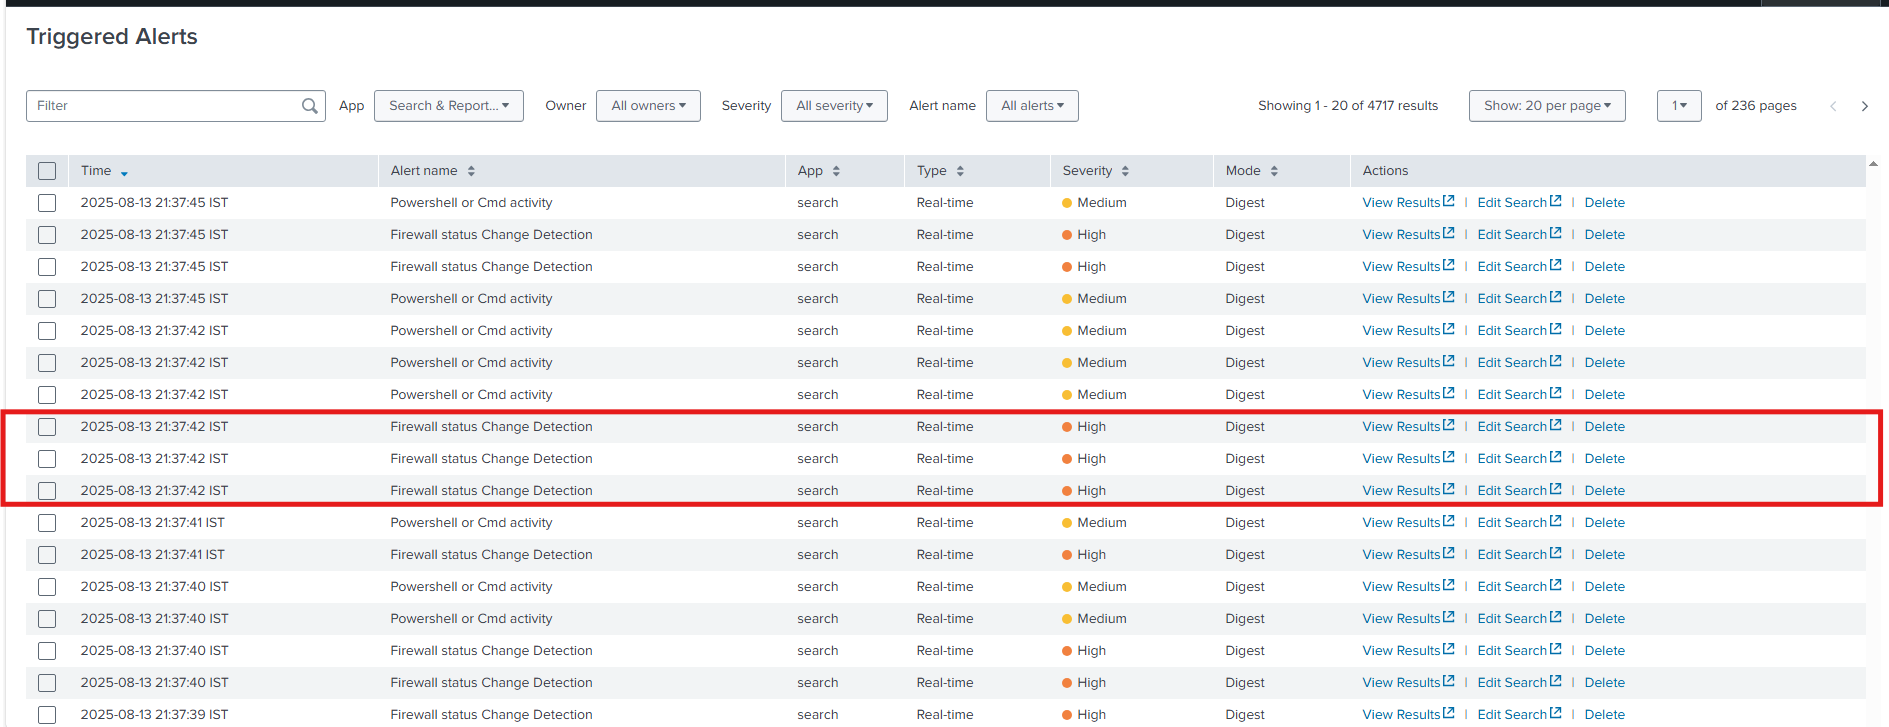 Triggered Alerts
Filter App Search & Report... Owner All owners Severity All severity Alert name All alerts Showing 1 - 20 of 4717 results Show: 20 per page 1 of 236 pages
Time Alert name App Type Severity Mode Actions
2025-08-13 21:37:45 IST Powershell or Cmd activity search Real-time Medium Digest View Results | Edit Search | Delete
2025-08-13 21:37:45 IST Firewall status Change Detection search Real-time High Digest View Results | Edit Search | Delete
2025-08-13 21:37:45 IST Firewall status Change Detection search Real-time High Digest View Results | Edit Search | Delete
2025-08-13 21:37:45 IST Powershell or Cmd activity search Real-time Medium Digest View Results | Edit Search | Delete
2025-08-13 21:37:42 IST Powershell or Cmd activity search Real-time Medium Digest View Results | Edit Search | Delete
2025-08-13 21:37:42 IST Powershell or Cmd activity search Real-time Medium Digest View Results | Edit Search | Delete
2025-08-13 21:37:42 IST Powershell or Cmd activity search Real-time Medium Digest View Results | Edit Search | Delete
2025-08-13 21:37:42 IST Firewall status Change Detection search Real-time High Digest View Results | Edit Search | Delete
2025-08-13 21:37:42 IST Firewall status Change Detection search Real-time High Digest View Results | Edit Search | Delete
2025-08-13 21:37:42 IST Firewall status Change Detection search Real-time High Digest View Results | Edit Search | Delete
2025-08-13 21:37:41 IST Powershell or Cmd activity search Real-time Medium Digest View Results | Edit Search | Delete
2025-08-13 21:37:41 IST Firewall status Change Detection search Real-time High Digest View Results | Edit Search | Delete
2025-08-13 21:37:40 IST Powershell or Cmd activity search Real-time Medium Digest View Results | Edit Search | Delete
2025-08-13 21:37:40 IST Powershell or Cmd activity search Real-time Medium Digest View Results | Edit Search | Delete
2025-08-13 21:37:40 IST Firewall status Change Detection search Real-time High Digest View Results | Edit Search | Delete
2025-08-13 21:37:40 IST Firewall status Change Detection search Real-time High Digest View Results | Edit Search | Delete
2025-08-13 21:37:39 IST Firewall status Change Detection search Real-time High Digest View Results | Edit Search | Delete